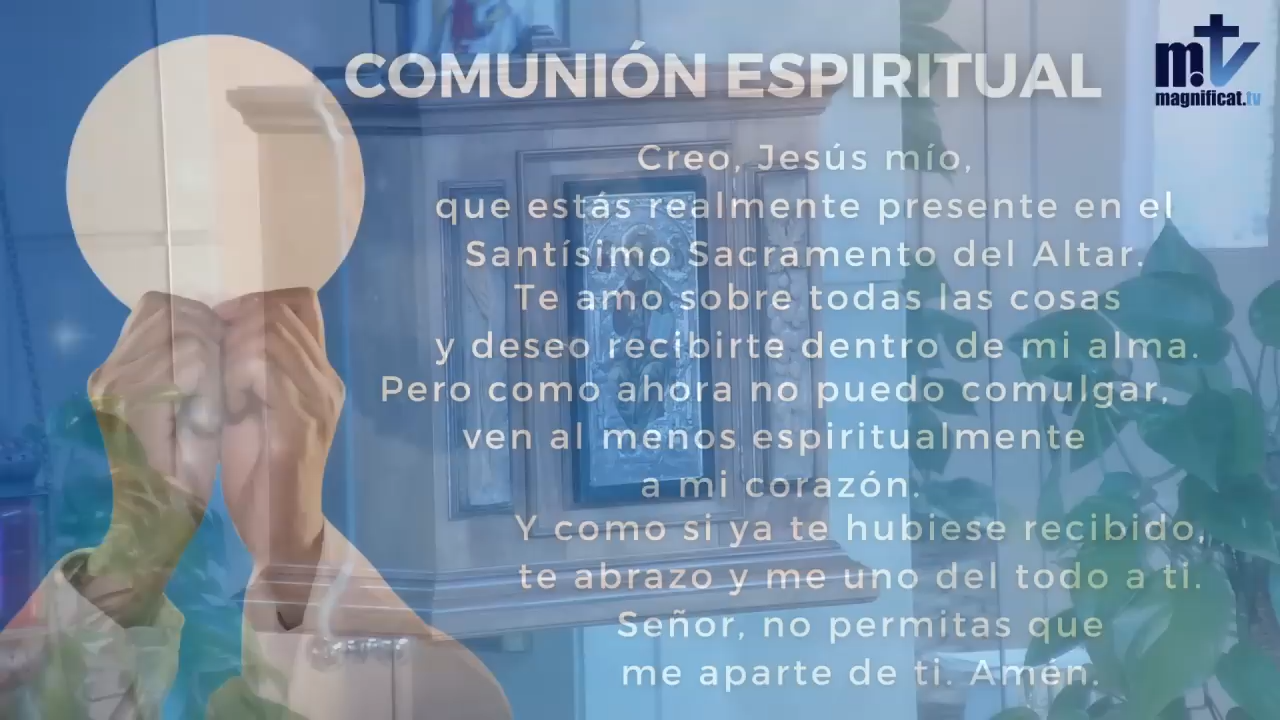 COMUNIÓN ESPIRITUAL
m.tv
magnificat.tv
Creo, Jesús mío,
que estás realmente presente en el
Santísimo Sacramento del Altar.
Te amo sobre todas las cosas
y deseo recibirte dentro de mi alma.
Pero como ahora no puedo comulgar,
ven al menos espiritualmente
a mi corazón.
Y como si ya te hubiese recibido,
te abrazo y me uno del todo a ti.
Señor, no permitas que
me aparte de ti. Amén.